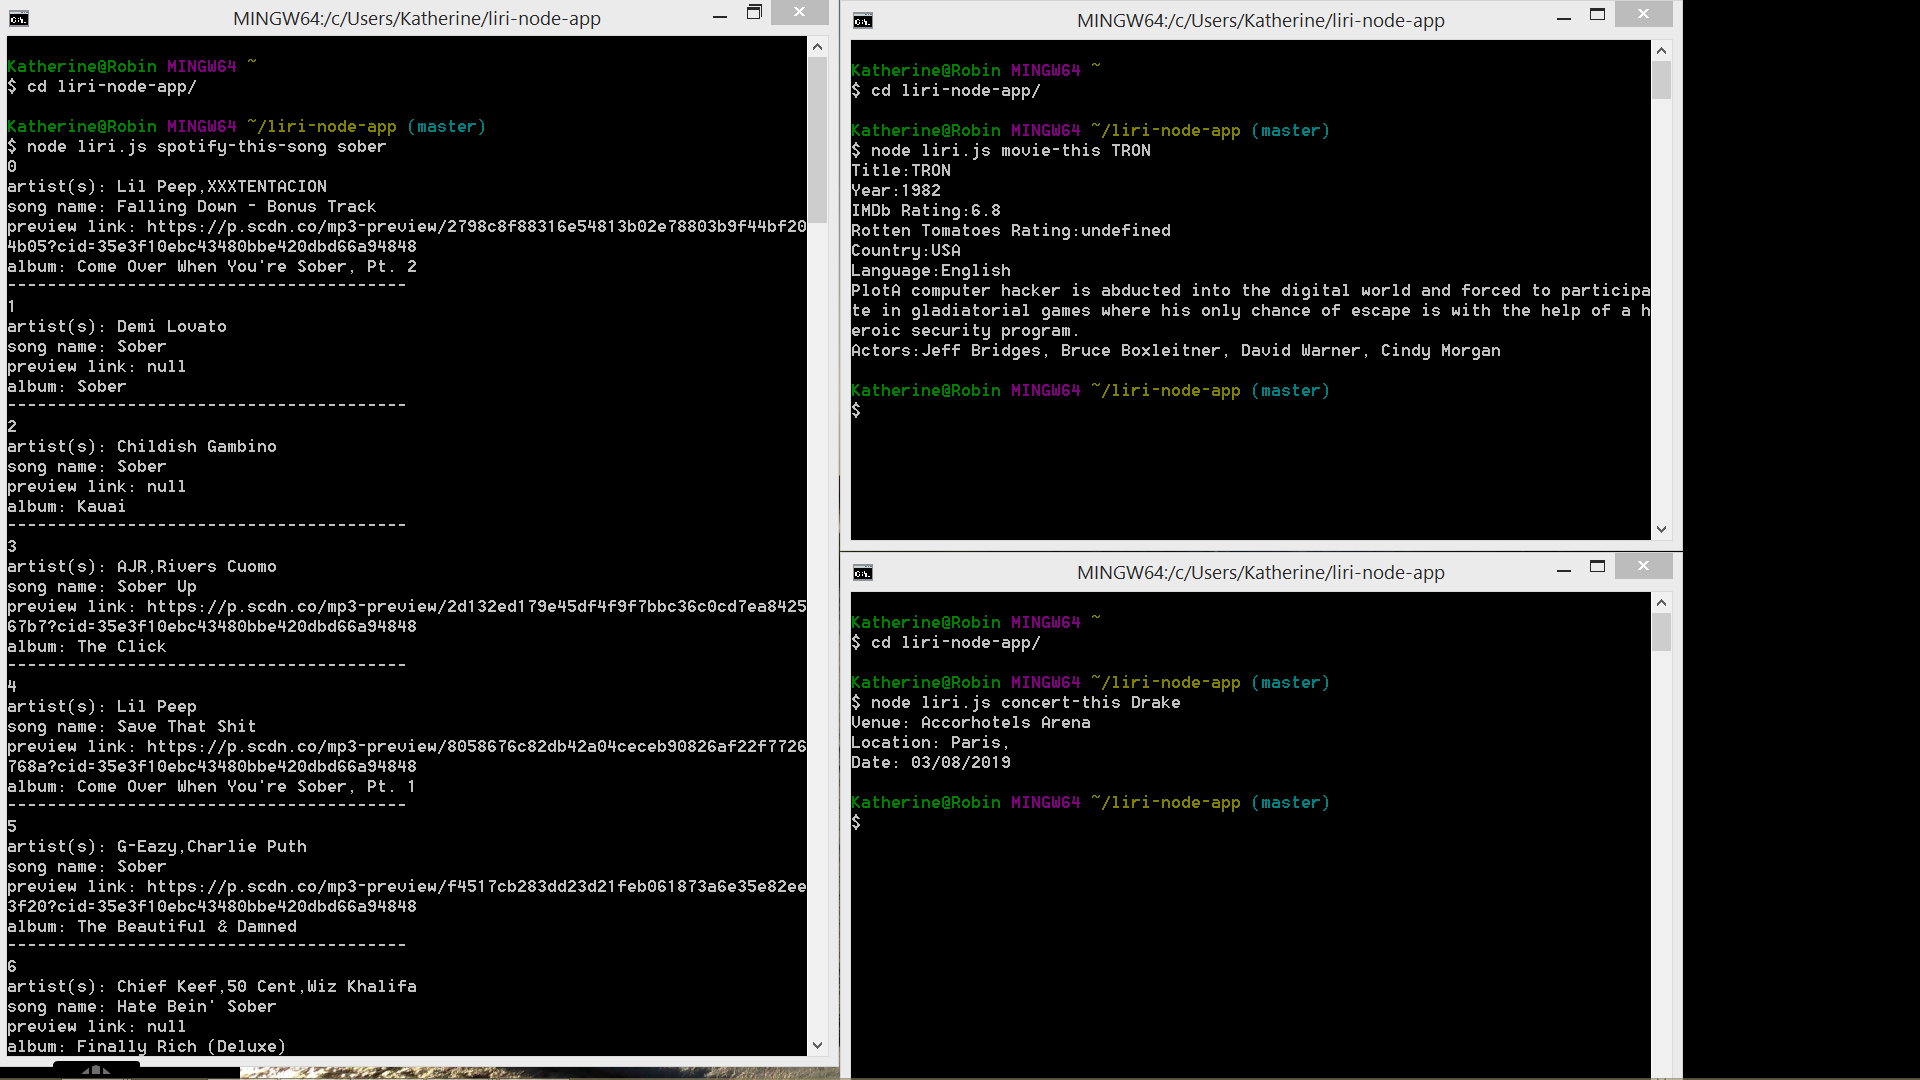 MINGW64:/c/Users/Katherine/liri-node-app
Katherine@Robin MINGW64 ~
$ cd liri-node-app/
Katherine@Robin MINGW64 ~/liri-node-app (master)
$ node liri.js spotify-this-song sober
0
artist(s): Lil Peep,XXXTENTACION
song name: Falling Down - Bonus Track
preview link: https://p.scdn.co/mp3-preview/2798c8f88316e54813b02e78803b9f44bf20
4b05?cid=35e3f10ebc43480bbe420dbd66a94848
album: Come Over When You're Sober, Pt. 2
----------------------------------------
1
artist(s): Demi Lovato
song name: Sober
preview link: null
album: Sober
----------------------------------------
2
artist(s): Childish Gambino
song name: Sober
preview link: null
album: Kauai
----------------------------------------
3
artist(s): AJR,Rivers Cuomo
song name: Sober Up
preview link: https://p.scdn.co/mp3-preview/2d132ed179e45df4f9f7bbc36c0cd7ea8425
67b7?cid=35e3f10ebc43480bbe420dbd66a94848
album: The Click
----------------------------------------
4
artist(s): Lil Peep
song name: Save That Shit
preview link: https://p.scdn.co/mp3-preview/8058676c82db42a04ceceb90826af22f7726
768a?cid=35e3f10ebc43480bbe420dbd66a94848
album: Come Over When You're Sober, Pt. 1
----------------------------------------
5
artist(s): G-Eazy,Charlie Puth
song name: Sober
preview link: https://p.scdn.co/mp3-preview/f4517cb283dd23d21feb061873a6e35e82ee
3f20?cid=35e3f10ebc43480bbe420dbd66a94848
album: The Beautiful & Damned
----------------------------------------
6
artist(s): Chief Keef,50 Cent,Wiz Khalifa
song name: Hate Bein' Sober
preview link: null
album: Finally Rich (Deluxe)
MINGW64:/c/Users/Katherine/liri-node-app
Katherine@Robin MINGW64 ~
$ cd liri-node-app/
Katherine@Robin MINGW64 ~/liri-node-app (master)
$ node liri.js movie-this TRON
Title:TRON
Year:1982
IMDb Rating:6.8
Rotten Tomatoes Rating:undefined
Country:USA
Language:English
PlotA computer hacker is abducted into the digital world and forced to participa
te in gladiatorial games where his only chance of escape is with the help of a h
eroic security program.
Actors:Jeff Bridges, Bruce Boxleitner, David Warner, Cindy Morgan
Katherine@Robin MINGW64 ~/liri-node-app (master)
$
MINGW64:/c/Users/Katherine/liri-node-app
Katherine@Robin MINGW64 ~
$ cd liri-node-app/
Katherine@Robin MINGW64 ~/liri-node-app (master)
$ node liri.js concert-this Drake
Venue: Accorhotels Arena
Location: Paris,
Date: 03/08/2019
Katherine@Robin MINGW64 ~/liri-node-app (master)
$